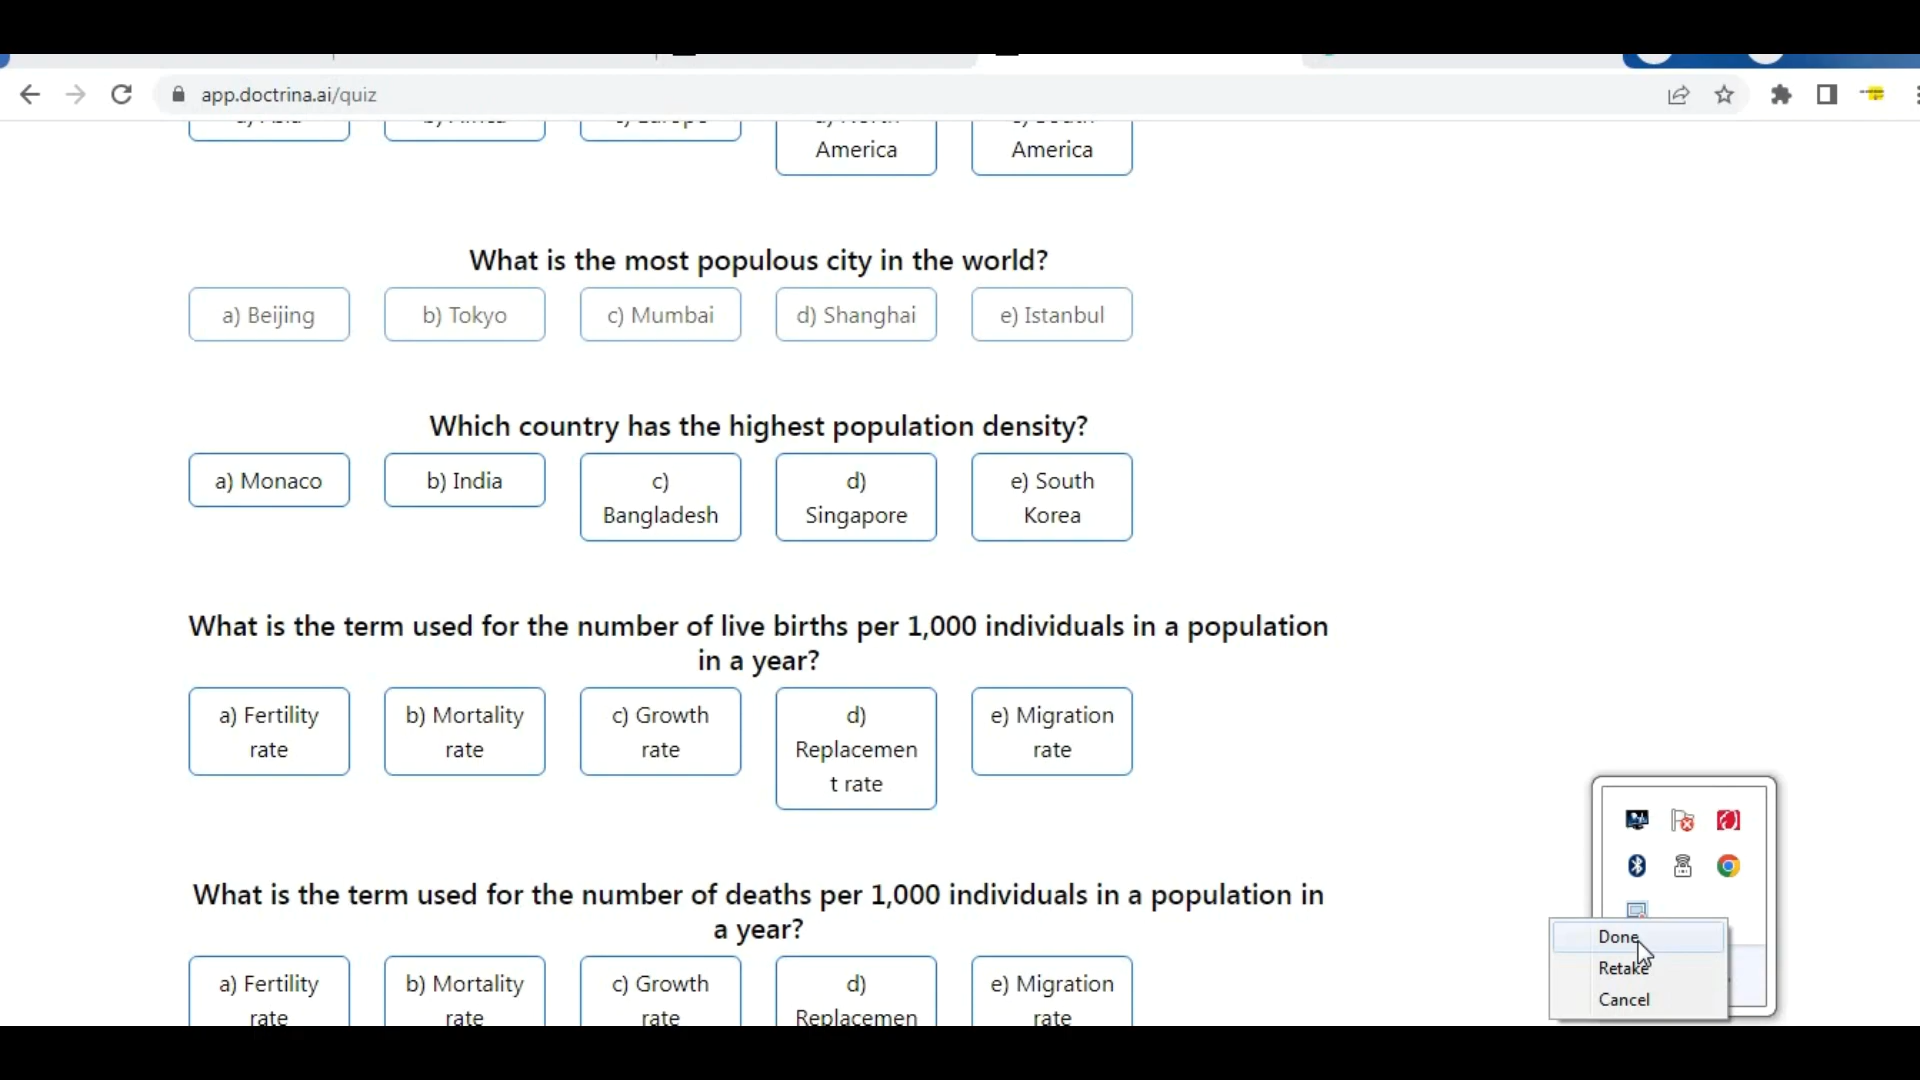 app.doctrina.ai/quiz
America
America
What is the most populous city in the world?
a) Beijing
b) Tokyo
c) Mumbai
d) Shanghai
e) Istanbul
Which country has the highest population density?
a) Monaco
b) India
c)
Bangladesh
d)
Singapore
e) South
Korea
What is the term used for the number of live births per 1,000 individuals in a population
in a year?
a) Fertility
rate
b) Mortality
rate
c) Growth
rate
d)
Replacemen
t rate
e) Migration
rate
What is the term used for the number of deaths per 1,000 individuals in a population in
a year?
a) Fertility
rate
b) Mortality
rate
c) Growth
rate
d)
Replacemen
e) Migration
rate
Done
Retake
Cancel